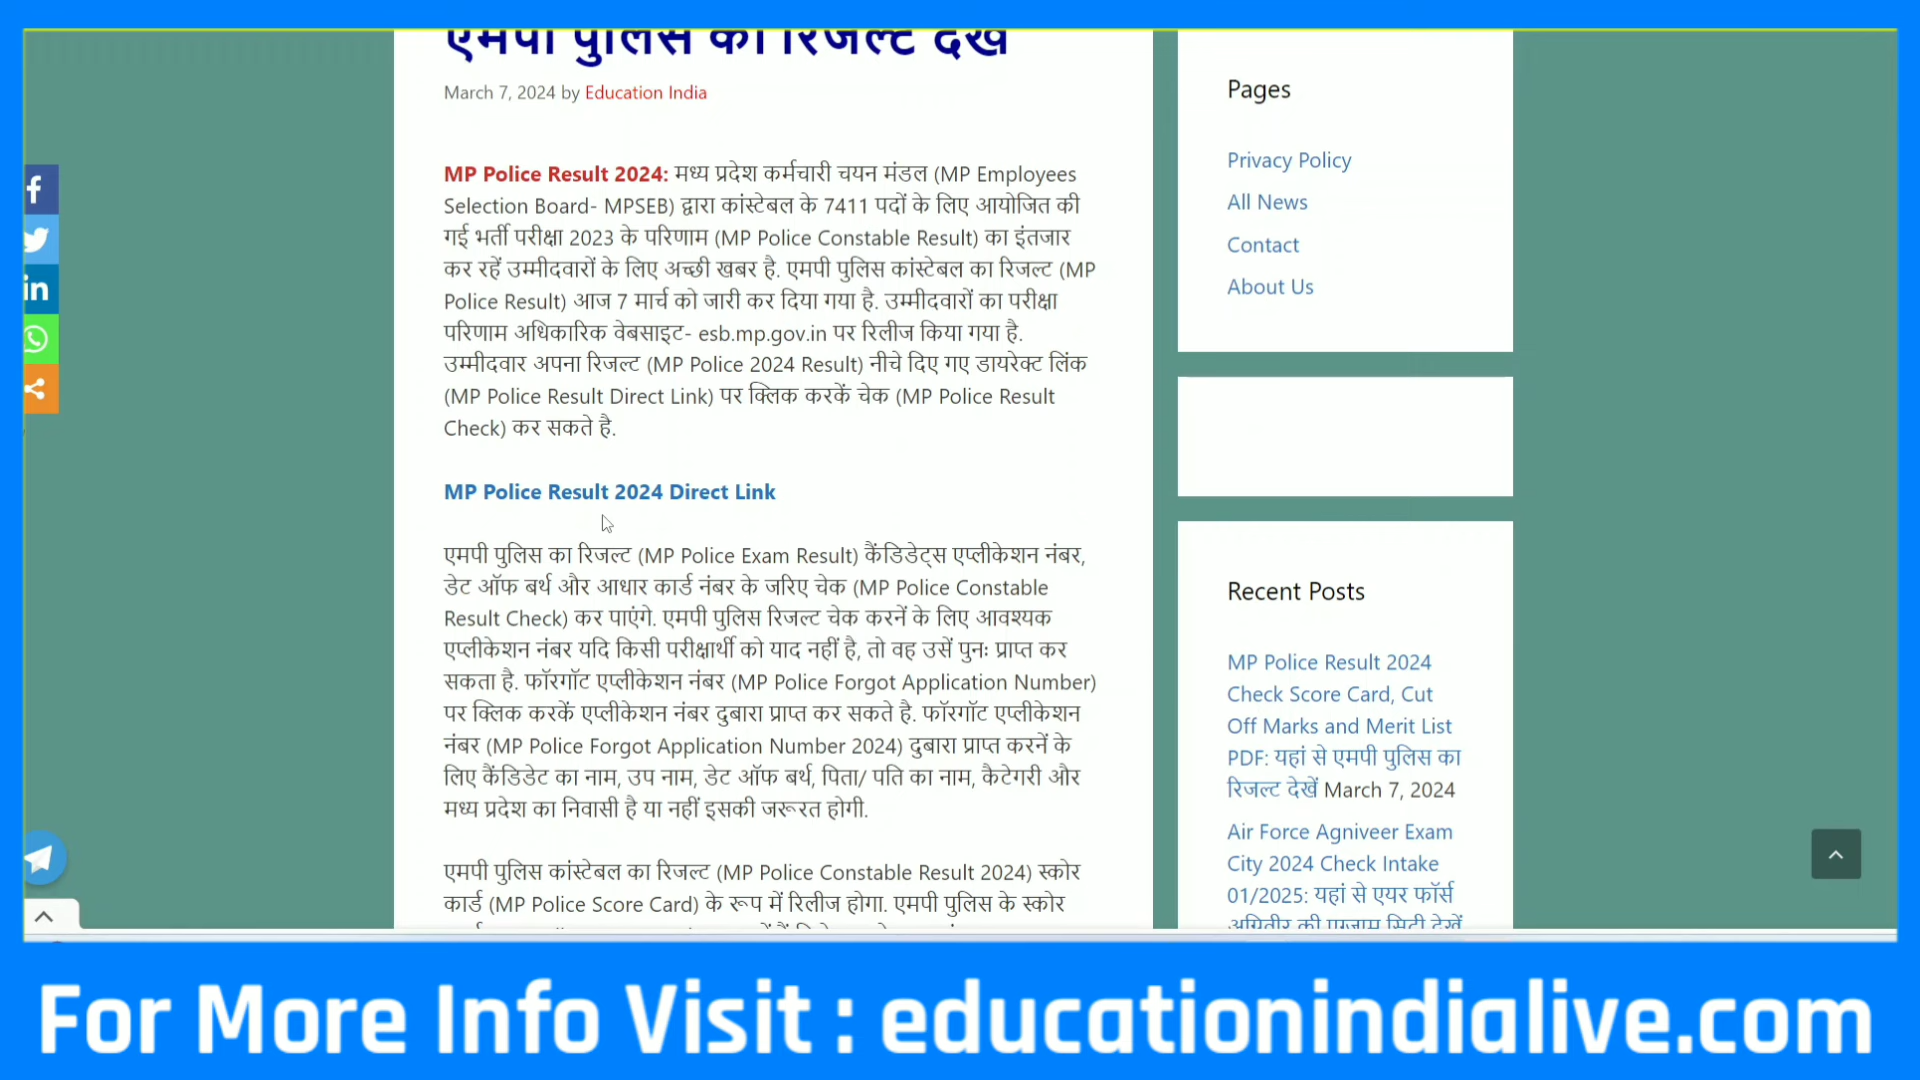 एमपी पुलिस का रिजल्ट देखें
March 7, 2024 by Education India
MP Police Result 2024: मध्य प्रदेश कर्मचारी चयन मंडल (MP Employees
Selection Board- MPSEB) द्वारा कांस्टेबल के 7411 पदों के लिए आयोजित की
गई भर्ती परीक्षा 2023 के परिणाम (MP Police Constable Result) का इंतजार
कर रहें उम्मीदवारों के लिए अच्छी खबर है. एमपी पुलिस कांस्टेबल का रिजल्ट (MP
Police Result) आज 7 मार्च को जारी कर दिया गया है. उम्मीदवारों का परीक्षा
परिणाम अधिकारिक वेबसाइट- esb.mp.gov.in पर रिलीज किया गया है.
उम्मीदवार अपना रिजल्ट (MP Police 2024 Result) नीचे दिए गए डायरेक्ट लिंक
(MP Police Result Direct Link) पर क्लिक करकें चेक (MP Police Result
Check) कर सकते है.
MP Police Result 2024 Direct Link
एमपी पुलिस का रिजल्ट (MP Police Exam Result) कैंडिडेट्स एप्लीकेशन नंबर,
डेट ऑफ बर्थ और आधार कार्ड नंबर के जरिए चेक (MP Police Constable
Result Check) कर पाएंगे. एमपी पुलिस रिजल्ट चेक करनें के लिए आवश्यक
एप्लीकेशन नंबर यदि किसी परीक्षार्थी को याद नहीं है, तो वह उसें पुनः प्राप्त कर
सकता है. फॉरगॉट एप्लीकेशन नंबर (MP Police Forgot Application Number)
पर क्लिक करकें एप्लीकेशन नंबर दुबारा प्राप्त कर सकते है. फॉरगॉट एप्लीकेशन
नंबर (MP Police Forgot Application Number 2024) दुबारा प्राप्त करनें के
लिए कैंडिडेट का नाम, उप नाम, डेट ऑफ बर्थ, पिता/ पति का नाम, कैटेगरी और
मध्य प्रदेश का निवासी है या नहीं इसकी जरूरत होगी.
एमपी पुलिस कांस्टेबल का रिजल्ट (MP Police Constable Result 2024) स्कोर
कार्ड (MP Police Score Card) के रूप में रिलीज होगा. एमपी पुलिस के स्कोर
Pages
Privacy Policy
All News
Contact
About Us
Recent Posts
MP Police Result 2024
Check Score Card, Cut
Off Marks and Merit List
PDF: यहां से एमपी पुलिस का
रिजल्ट देखें March 7, 2024
Air Force Agniveer Exam
City 2024 Check Intake
01/2025: यहां से एयर फॉर्स
अग्निवीर की एग्जाम सिटी देखें
For More Info Visit : educationindialive.com